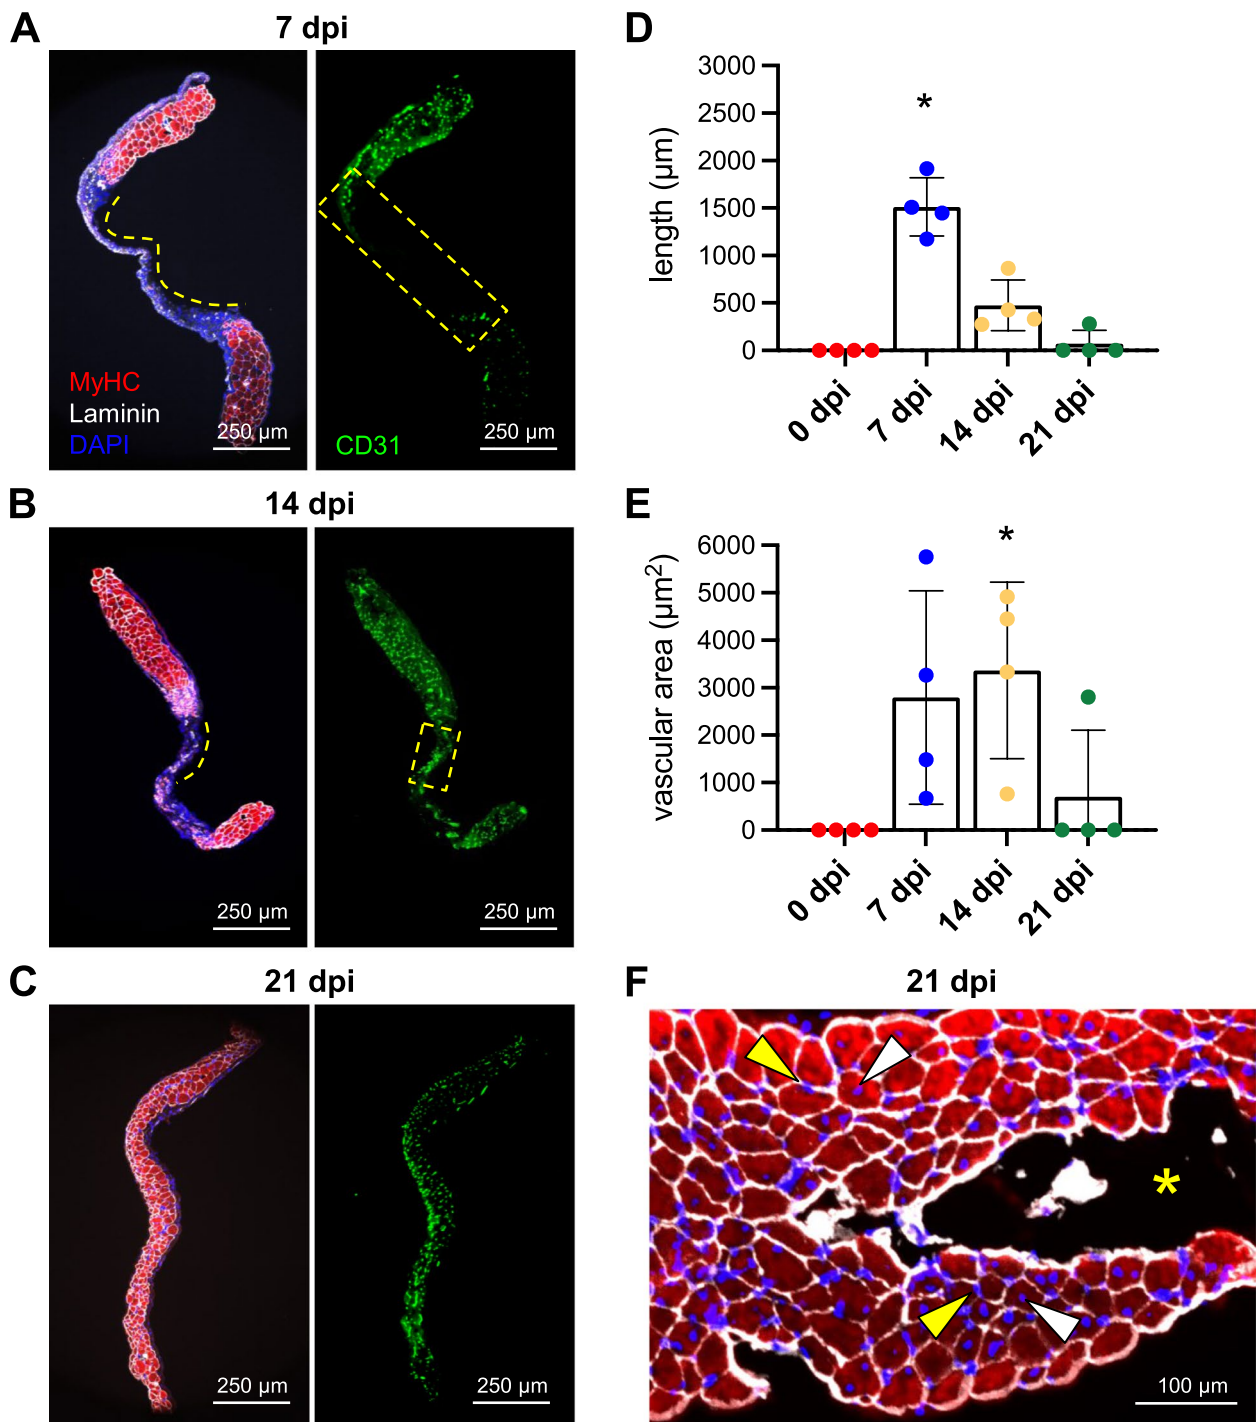 A
7 dpi
MyHC
Laminin
DAPI
250 µm
CD31
250 µm
B
14 dpi
250 µm
250 µm
C
21 dpi
250 µm
250 µm
D
length (µm)
3000
2500
2000
1500
1000
500
0
*
0 dpi
7 dpi
14 dpi
21 dpi
E
vascular area (µm²)
6000
5000
4000
3000
2000
1000
0
*
0 dpi
7 dpi
14 dpi
21 dpi
F
21 dpi
*
100 µm